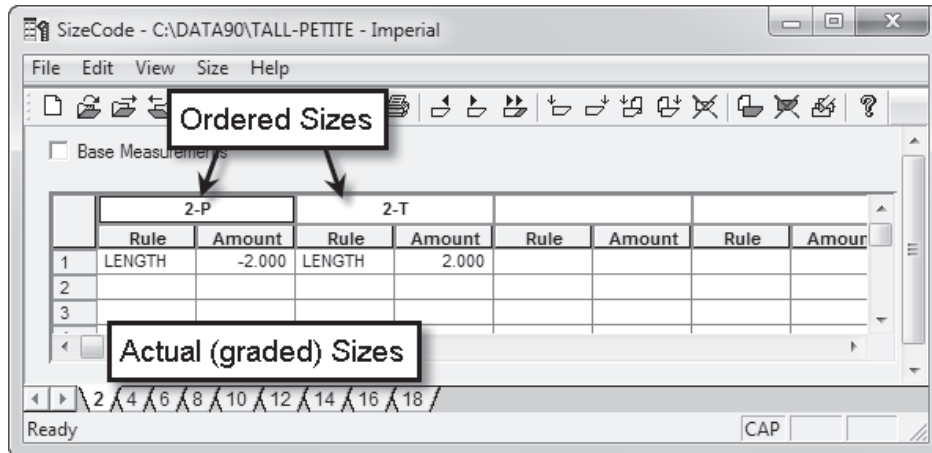 SizeCode - C:\DATA90\TALL-PETITE - Imperial
File Edit View Size Help
Ordered Sizes
Base Measurements
2-P 2-T
Rule Amount Rule Amount Rule Amount Rule Amoun
1 LENGTH -2.000 LENGTH 2.000
2
3
Actual (graded) Sizes
2 4 6 8 10 12 14 16 18
Ready CAP